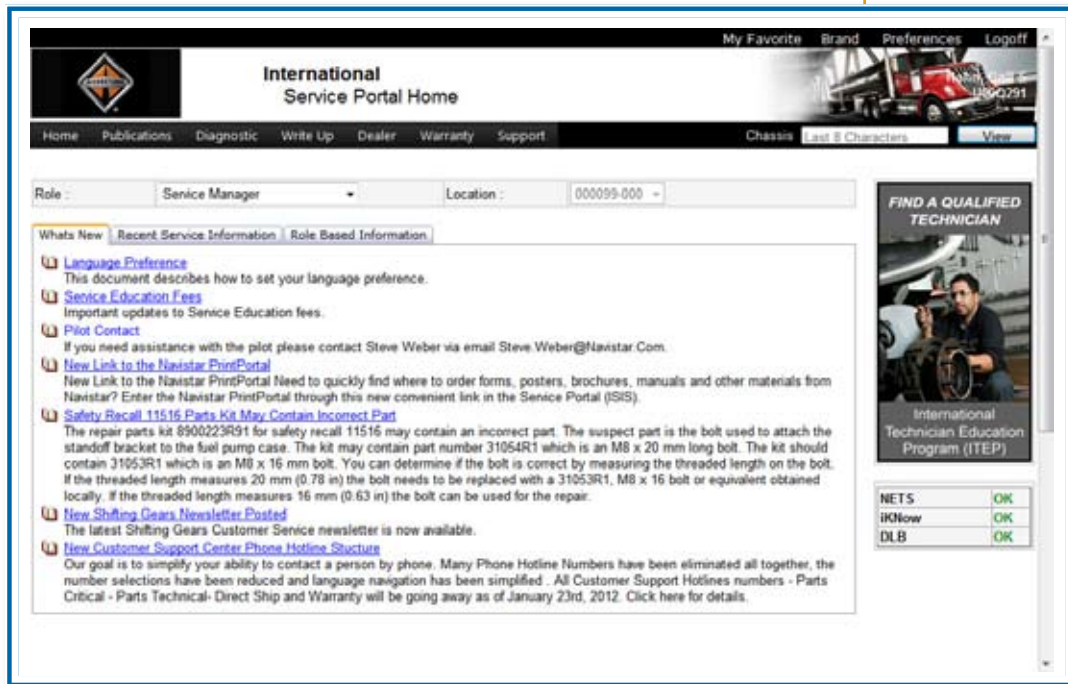 My Favorite Brand Preferences Logoff
International
Service Portal Home
U00Q291
Home Publications Diagnostic Write Up Dealer Warranty Support Chassis Last 8 Characters View
Role : Service Manager Location : 000099-000
Whats New Recent Service Information Role Based Information
Language Preference
This document describes how to set your language preference.
Service Education Fees
Important updates to Service Education fees.
Pilot Contact
If you need assistance with the pilot please contact Steve Weber via email Steve.Weber@Navistar.Com.
New Link to the Navistar PrintPortal
New Link to the Navistar PrintPortal Need to quickly find where to order forms, posters, brochures, manuals and other materials from
Navistar? Enter the Navistar PrintPortal through this new convenient link in the Service Portal (ISIS).
Safety Recall 11516 Parts Kit May Contain Incorrect Part
The repair parts kit 8900223R91 for safety recall 11516 may contain an incorrect part. The suspect part is the bolt used to attach the
standoff bracket to the fuel pump case. The kit may contain part number 31054R1 which is an M8 x 20 mm long bolt. The kit should
contain 31053R1 which is an M8 x 16 mm bolt. You can determine if the bolt is correct by measuring the threaded length on the bolt.
If the threaded length measures 20 mm (0.78 in) the bolt needs to be replaced with a 31053R1, M8 x 16 bolt or equivalent obtained
locally. If the threaded length measures 16 mm (0.63 in) the bolt can be used for the repair.
New Shifting Gears Newsletter Posted
The latest Shifting Gears Customer Service newsletter is now available.
New Customer Support Center Phone Hotline Stucture
Our goal is to simplify your ability to contact a person by phone. Many Phone Hotline Numbers have been eliminated all together, the
number selections have been reduced and language navigation has been simplified . All Customer Support Hotlines numbers - Parts
Critical - Parts Technical- Direct Ship and Warranty will be going away as of January 23rd, 2012. Click here for details.
FIND A QUALIFIED
TECHNICIAN
International
Technician Education
Program (ITEP)
NETS OK
iKNow OK
DLB OK